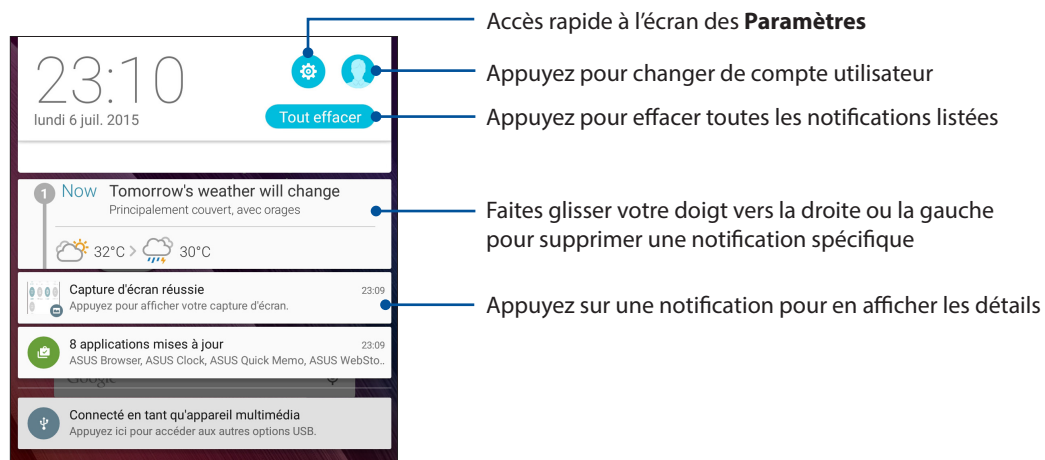 Accès rapide à l'écran des Paramètres
Appuyez pour changer de compte utilisateur
Appuyez pour effacer toutes les notifications listées
Faites glisser votre doigt vers la droite ou la gauche
pour supprimer une notification spécifique
Appuyez sur une notification pour en afficher les détails
23:10
lundi 6 juil. 2015
Tout effacer
1 Now Tomorrow's weather will change
Principalement couvert, avec orages
32°C > 30°C
Capture d'écran réussie 23:09
Appuyez pour afficher votre capture d'écran.
8 applications mises à jour 23:09
ASUS Browser, ASUS Clock, ASUS Quick Memo, ASUS WebSto..
Google
Connecté en tant qu'appareil multimédia
Appuyez ici pour accéder aux autres options USB.